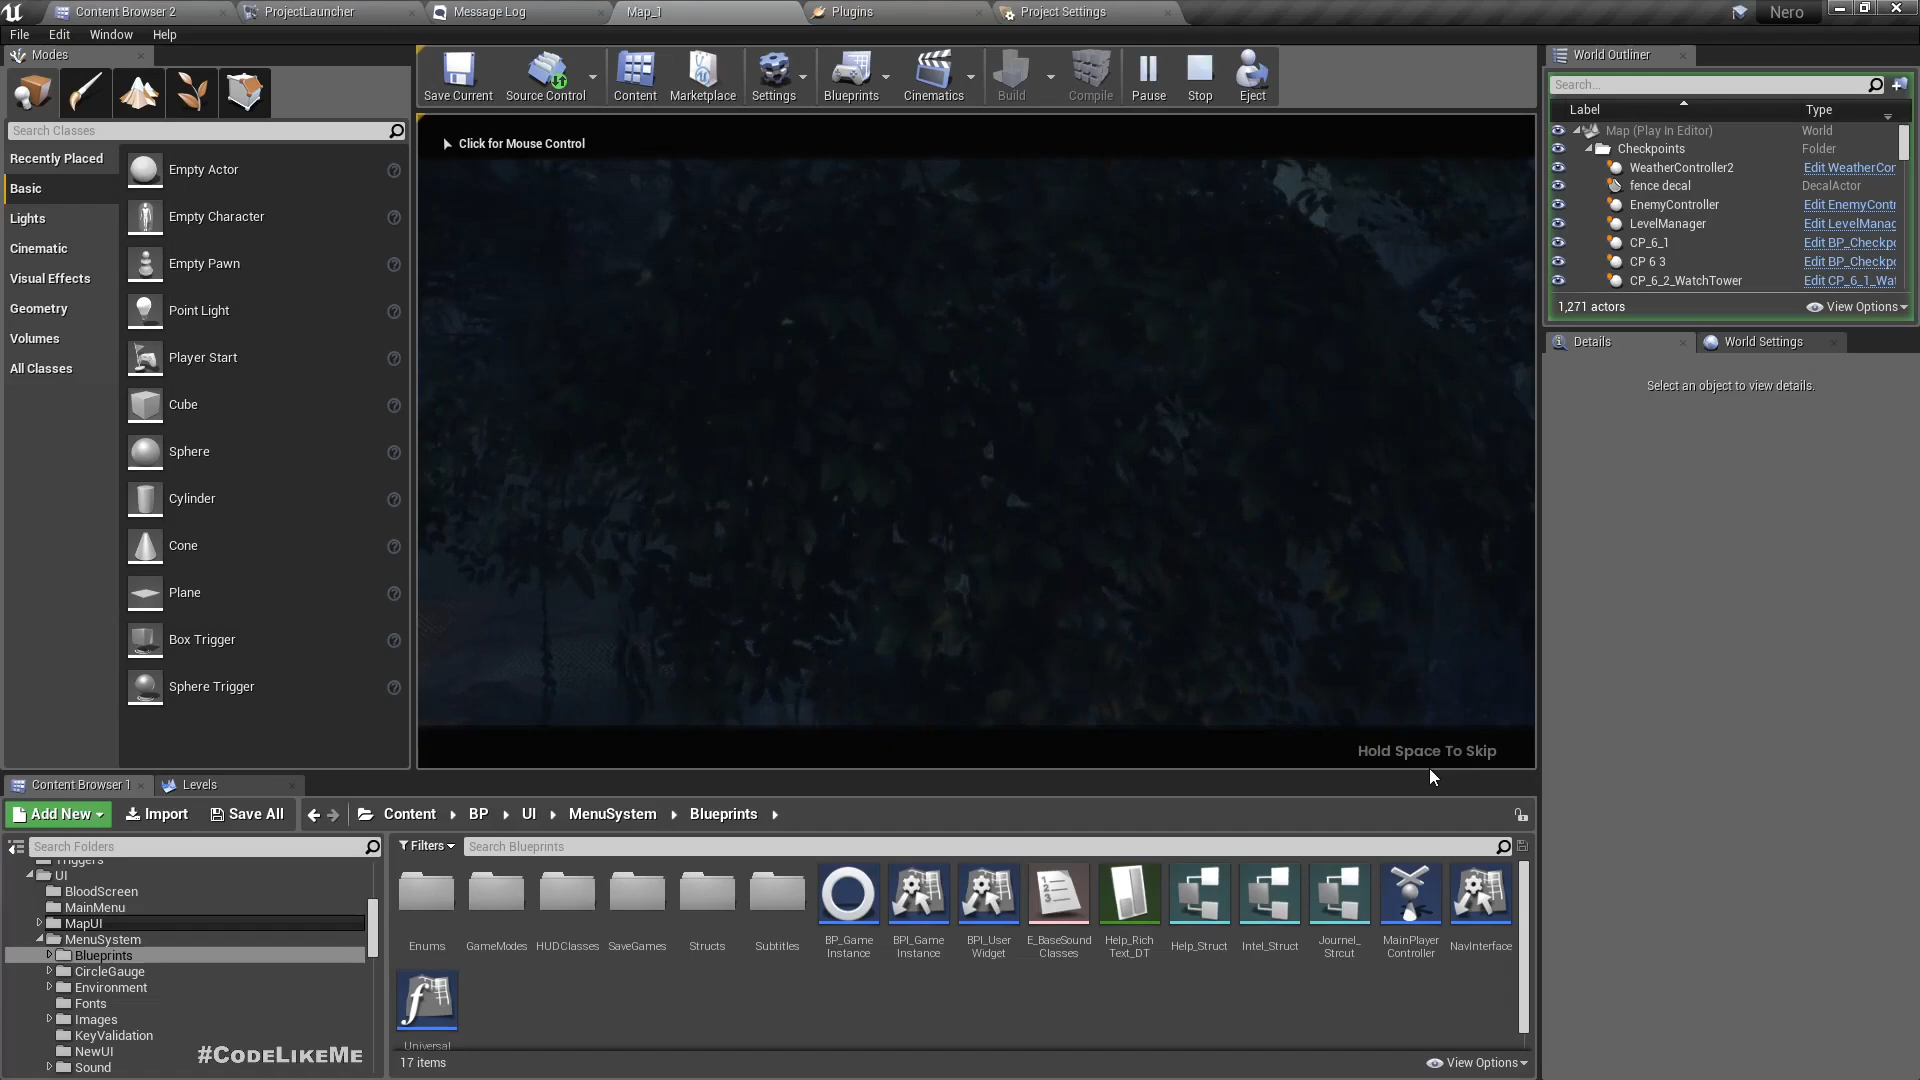 Content Browser 2
ProjectLauncher
Message Log
Map_1
Plugins
Project Settings
Nero
File Edit Window Help
Modes
Search Classes
Recently Placed
Basic
Lights
Cinematic
Visual Effects
Geometry
Volumes
All Classes
Empty Actor
Empty Character
Empty Pawn
Point Light
Player Start
Cube
Sphere
Cylinder
Cone
Plane
Box Trigger
Sphere Trigger
Save Current
Source Control
Content
Marketplace
Settings
Blueprints
Cinematics
Build
Compile
Pause
Stop
Eject
Click for Mouse Control
Hold Space To Skip
World Outliner
Search...
Label Type
Map (Play In Editor) World
Checkpoints Folder
WeatherController2 Edit WeatherCor
fence decal DecalActor
EnemyController Edit EnemyContr
LevelManager Edit LevelManac
CP_6_1 Edit BP_Checkpo
CP 6 3 Edit BP_Checkpo
CP_6_2_WatchTower Edit CP_6_1_Wat
1,271 actors View Options
Details
World Settings
Select an object to view details.
Content Browser 1
Levels
Add New Import Save All Content BP UI MenuSystem Blueprints
Search Folders
Triggers
UI
BloodScreen
MainMenu
MapUI
MenuSystem
Blueprints
CircleGauge
Environment
Fonts
Images
KeyValidation
NewUI
Sound
#CodeLikeMe
Filters
Search Blueprints
Enums
GameModes
HUDClasses
SaveGames
Structs
Subtitles
BP_Game
Instance
BPI_Game
Instance
BPI_User
Widget
E_BaseSound
Classes
Help_Rich
Text_DT
Help_Struct
Intel_Struct
Journel_
Strcut
MainPlayer
Controller
NavInterface
Universal
17 items
View Options